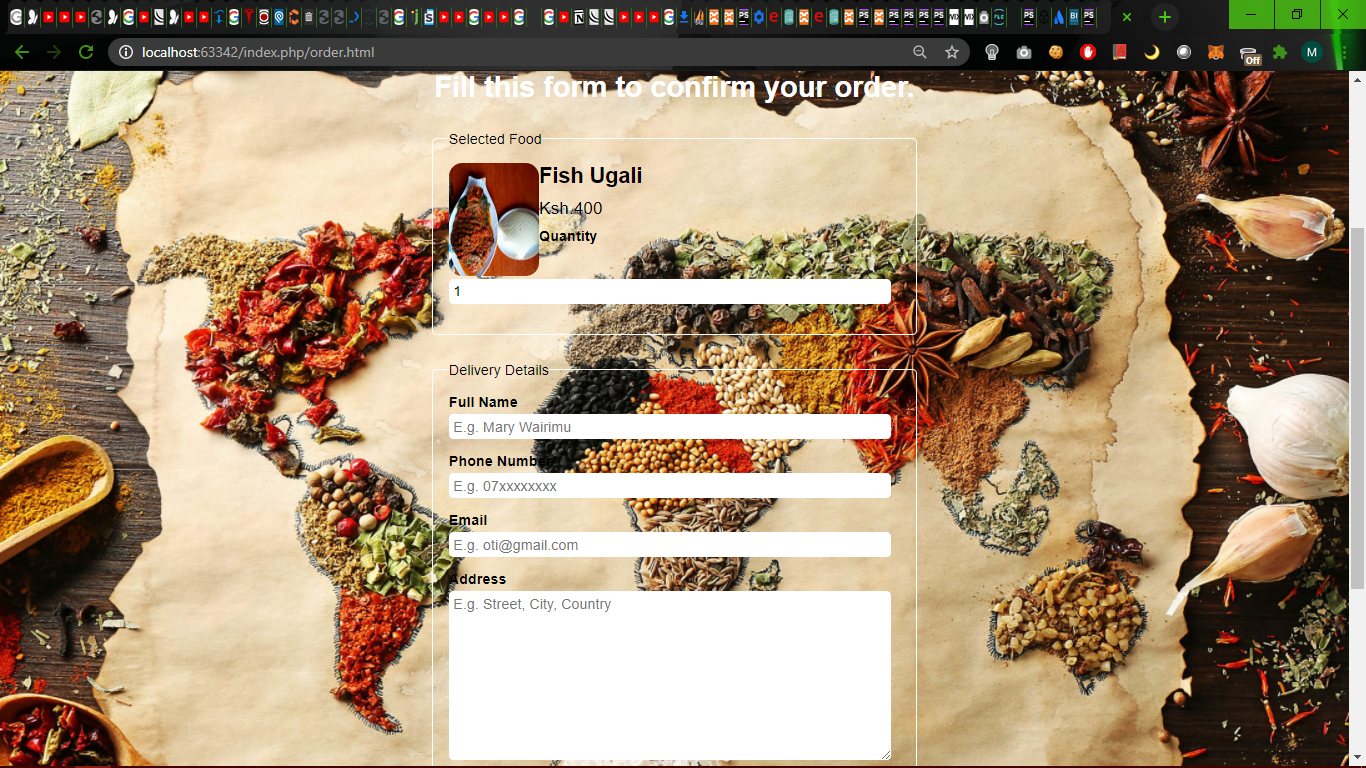 localhost:63342/index.php/order.html
Off
M
Fill this form to confirm your order.
Selected Food
Fish Ugali
Ksh 400
Quantity
1
Delivery Details
Full Name
E.g. Mary Wairimu
Phone Number
E.g. 07xxxxxxxx
Email
E.g. oti@gmail.com
Address
E.g. Street, City, Country